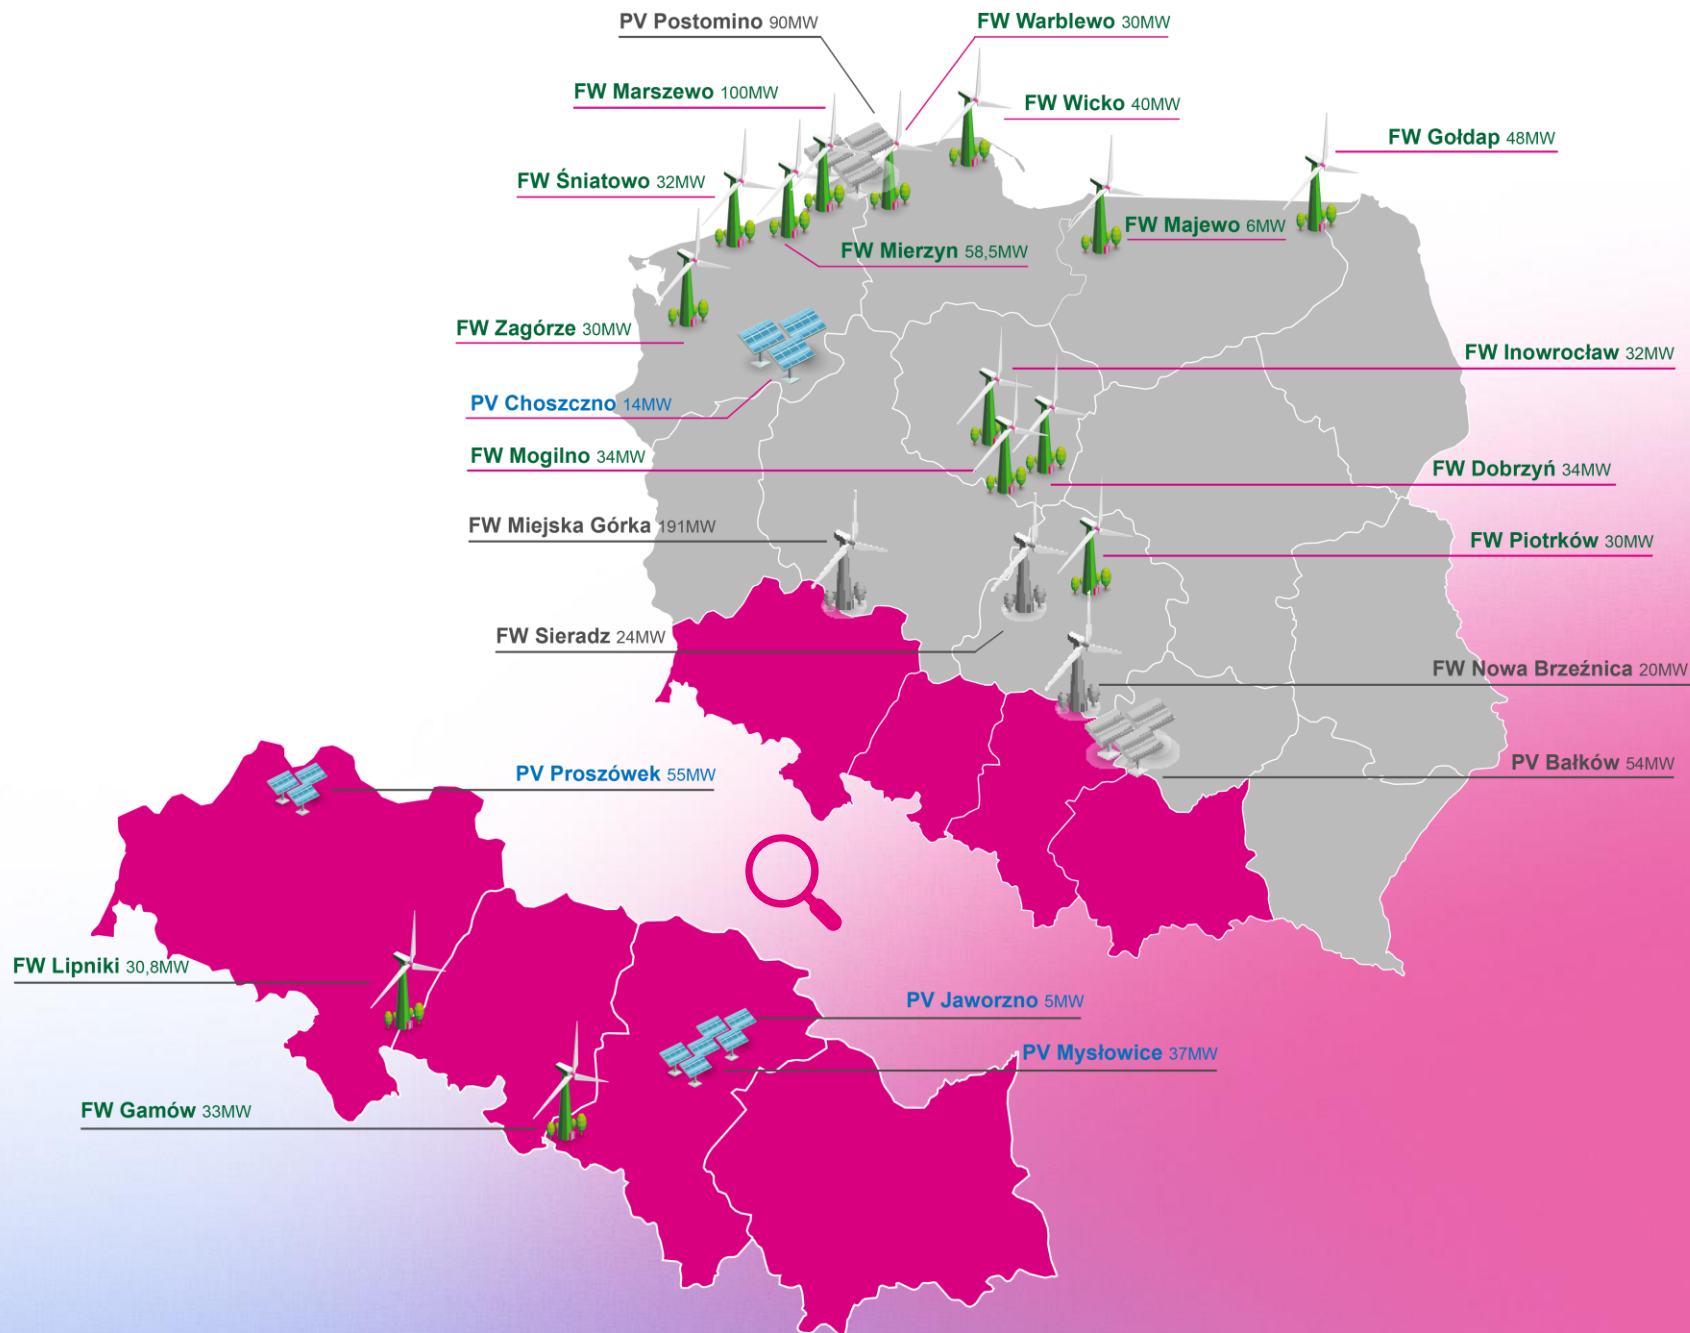 PV Postomino 90MW
FW Warblewo 30MW
FW Marszewo 100MW
FW Wicko 40MW
FW Gołdap 48MW
FW Śniatowo 32MW
FW Majewo 6MW
FW Mierzyn 58,5MW
FW Zagórze 30MW
FW Inowrocław 32MW
PV Choszczno 14MW
FW Mogilno 34MW
FW Dobrzyń 34MW
FW Miejska Górka 191MW
FW Piotrków 30MW
FW Sieradz 24MW
FW Nowa Brzeźnica 20MW
PV Bałków 54MW
PV Proszówek 55MW
FW Lipniki 30,8MW
PV Jaworzno 5MW
PV Mysłowice 37MW
FW Gamów 33MW